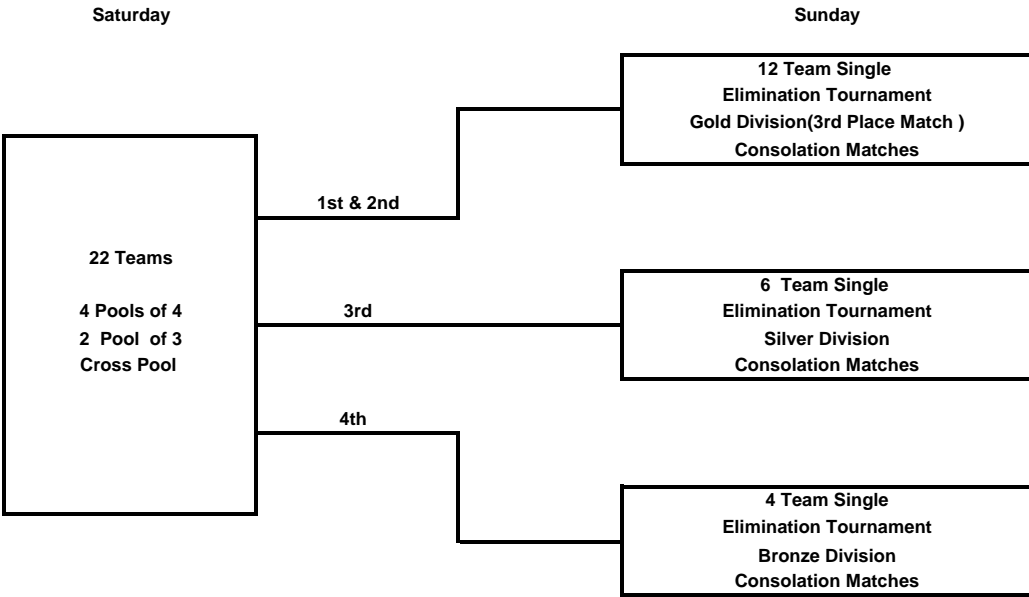 Saturday
Sunday
12 Team Single
Elimination Tournament
Gold Division(3rd Place Match )
Consolation Matches
1st & 2nd
22 Teams
4 Pools of 4
2 Pool of 3
Cross Pool
3rd
6 Team Single
Elimination Tournament
Silver Division
Consolation Matches
4th
4 Team Single
Elimination Tournament
Bronze Division
Consolation Matches